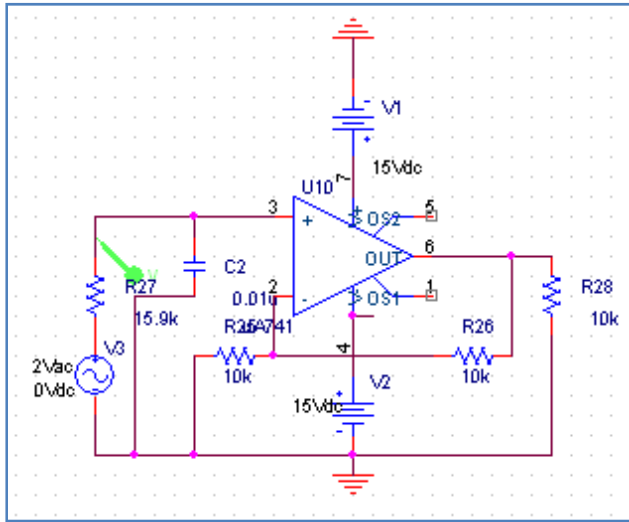 V1
15Vdc
U10
7
5
3
+
OS2
6
OUT
C2
2
-
OS1
1
R28
R27
0.01u
15.9k
R25
uA741
R26
10k
V3
2Vac
0Vdc
10k
4
10k
V2
15Vdc